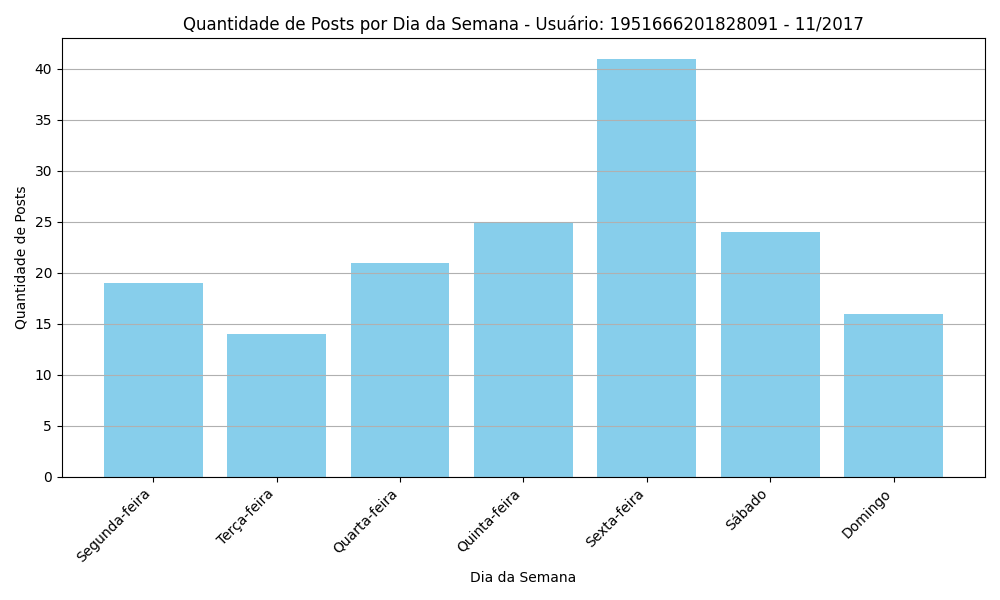 Quantidade de Posts por Dia da Semana - Usuário: 1951666201828091 - 11/2017
Quantidade de Posts
40
35
30
25
20
15
10
5
0
Segunda-feira
Terça-feira
Quarta-feira
Quinta-feira
Sexta-feira
Sábado
Domingo
Dia da Semana